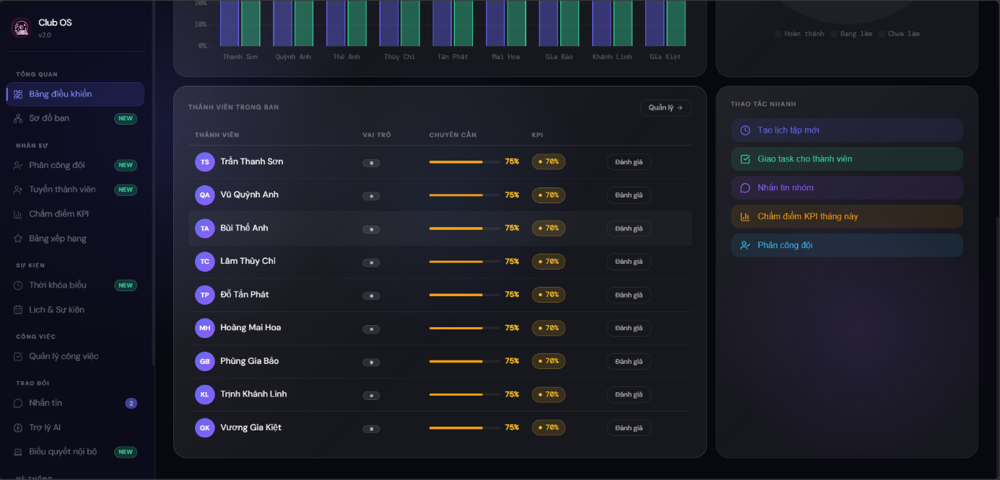 Club OS
v2.0
TỔNG QUAN
Bảng điều khiển
Sơ đồ ban NEW
NHÂN SỰ
Phân công đội NEW
Tuyển thành viên NEW
Chấm điểm KPI
Bảng xếp hạng
SỰ KIỆN
Thời khóa biểu NEW
Lịch & Sự kiện
CÔNG VIỆC
Quản lý công việc
TRAO ĐỔI
Nhắn tin 2
Trợ lý AI
Biểu quyết nội bộ NEW
HỆ THỐNG
20%
10%
0%
Thanh Sơn Quỳnh Anh Thế Anh Thùy Chi Tấn Phát Mai Hoa Gia Bảo Khánh Linh Gia Kiệt
Hoàn thành Đang làm Chưa làm
THÀNH VIÊN TRONG BAN Quản lý →
THÀNH VIÊN VAI TRÒ CHUYÊN CẦN KPI
TS Trần Thanh Sơn 75% 70% Đánh giá
QA Vũ Quỳnh Anh 75% 70% Đánh giá
TA Bùi Thế Anh 75% 70% Đánh giá
TC Lâm Thùy Chi 75% 70% Đánh giá
TP Đỗ Tấn Phát 75% 70% Đánh giá
MH Hoàng Mai Hoa 75% 70% Đánh giá
GB Phùng Gia Bảo 75% 70% Đánh giá
KL Trịnh Khánh Linh 75% 70% Đánh giá
GK Vương Gia Kiệt 75% 70% Đánh giá
THAO TÁC NHANH
Tạo lịch tập mới
Giao task cho thành viên
Nhắn tin nhóm
Chấm điểm KPI tháng này
Phân công đội